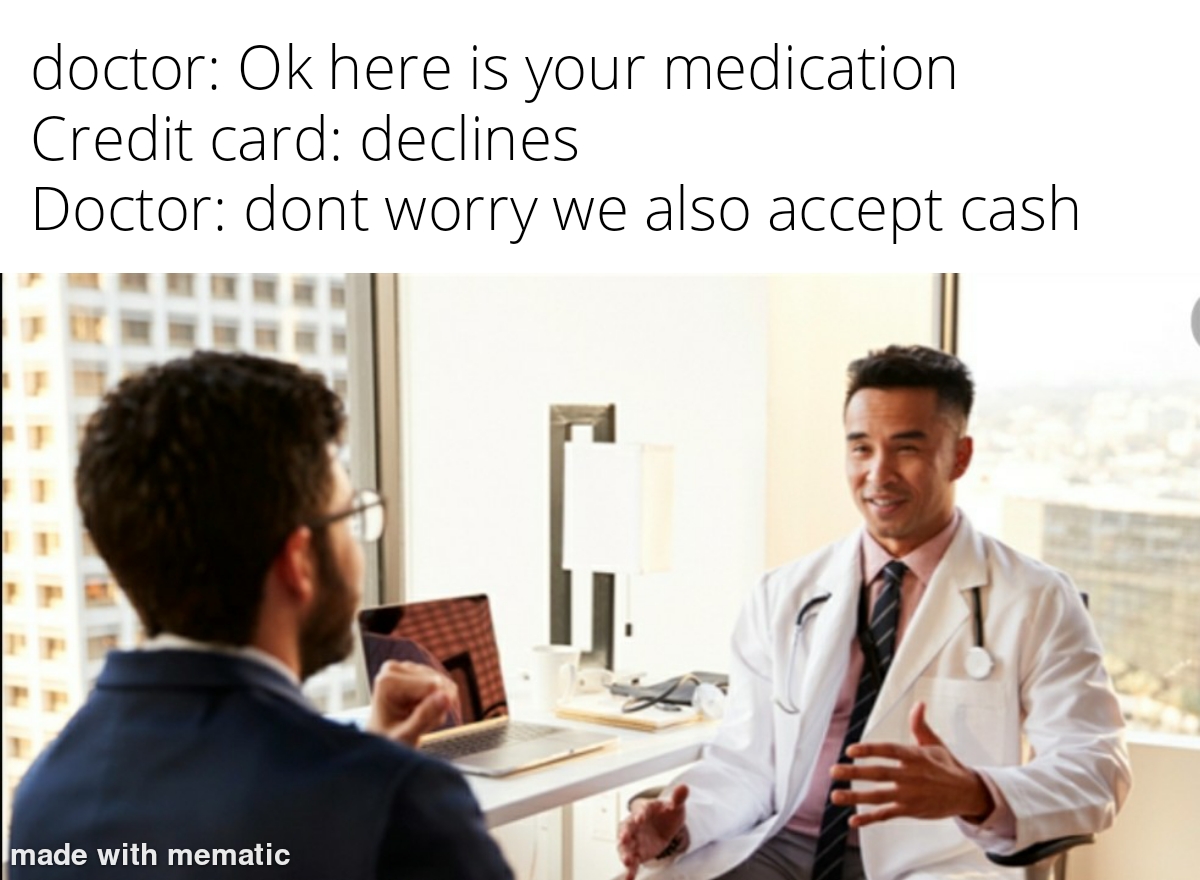 doctor: Ok here is your medication
Credit card: declines
Doctor: dont worry we also accept cash
made with mematic